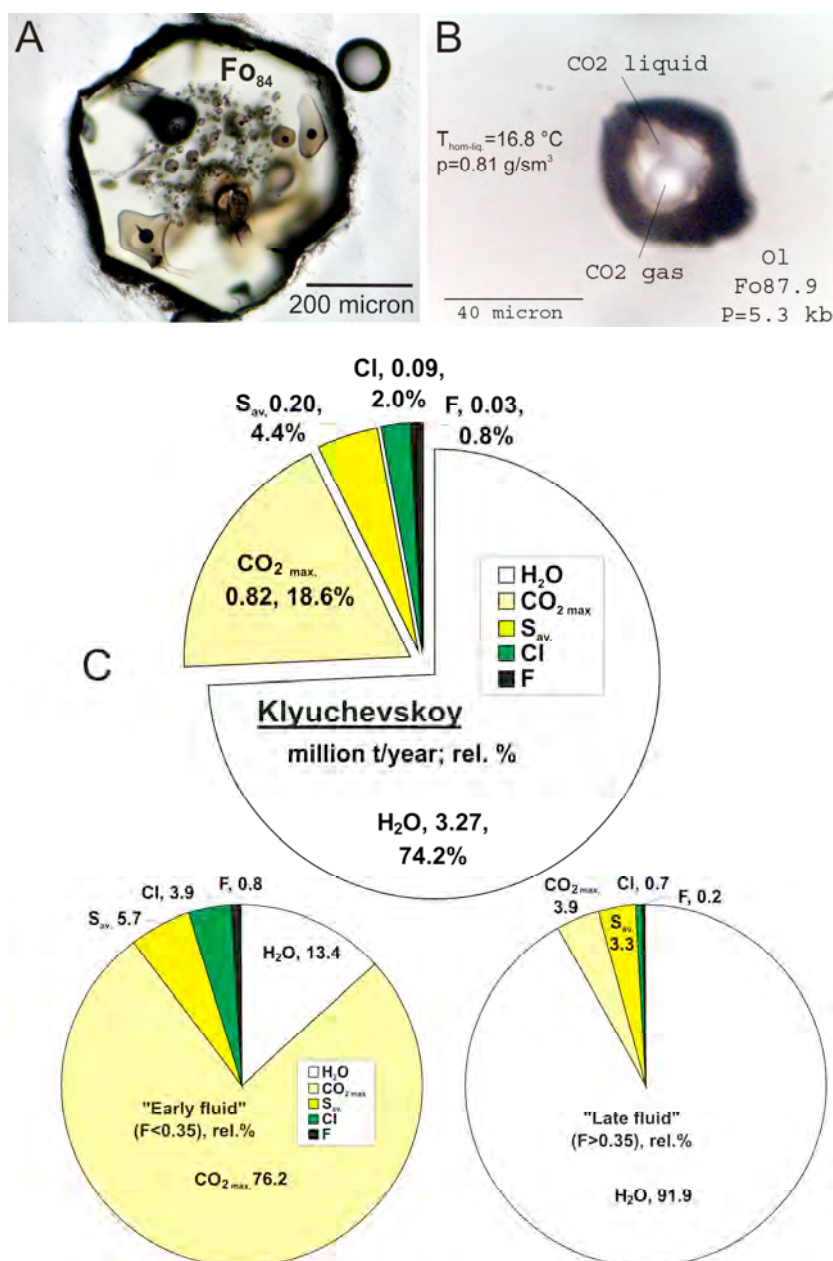 A
Fo84
200 micron
B
CO2 liquid
Thom-liq.=16.8 °C
p=0.81 g/sm3
CO2 gas
40 micron
Ol
Fo87.9
P=5.3 kb
C
Cl, 0.09,
2.0%
Sav. 0.20,
4.4%
F, 0.03,
0.8%
CO2 max.
0.82, 18.6%
H2O
CO2 max
Sav.
Cl
F
Klyuchevskoy
million t/year; rel. %
H2O, 3.27,
74.2%
Cl, 3.9
F, 0.8
Sav. 5.7
H2O, 13.4
H2O
CO2 max
Sav.
Cl
F
"Early fluid"
(F<0.35), rel.%
CO2 max. 76.2
CO2 max.
3.9
Cl, 0.7
F, 0.2
Sav.
3.3
"Late fluid"
(F>0.35), rel.%
H2O, 91.9